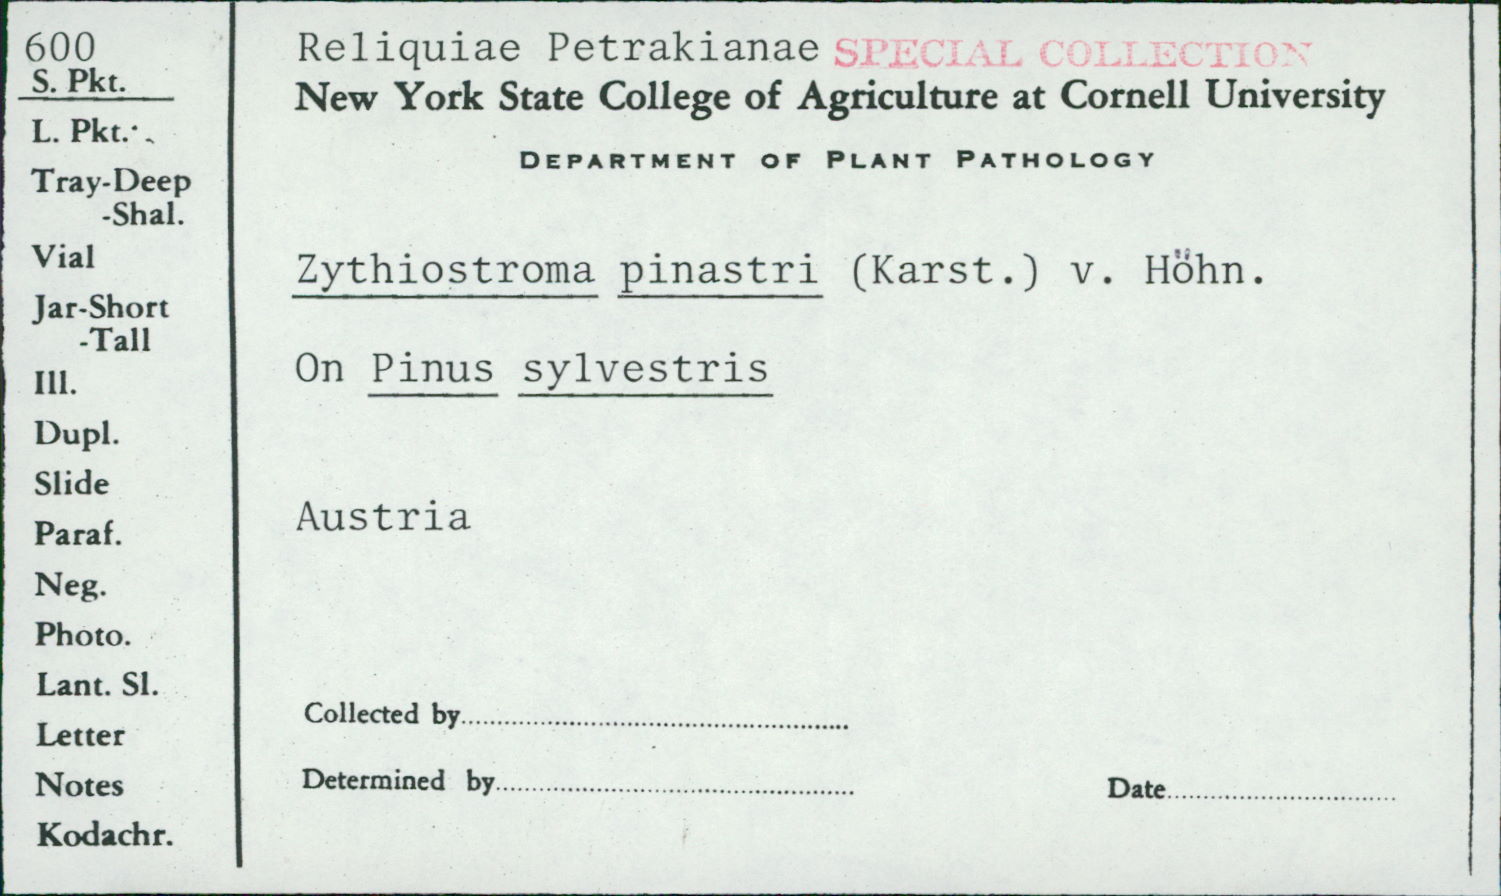 600
S. Pkt.
L. Pkt.
Tray-Deep
-Shal.
Vial
Jar-Short
-Tall
Ill.
Dupl.
Slide
Paraf.
Neg.
Photo.
Lant. Sl.
Letter
Notes
Kodachr.
Reliquiae Petrakianae SPECIAL COLLECTION
New York State College of Agriculture at Cornell University
DEPARTMENT OF PLANT PATHOLOGY
Zythiostroma pinastri (Karst.) v. Höhn.
On Pinus sylvestris
Austria
Collected by
Determined by
Date